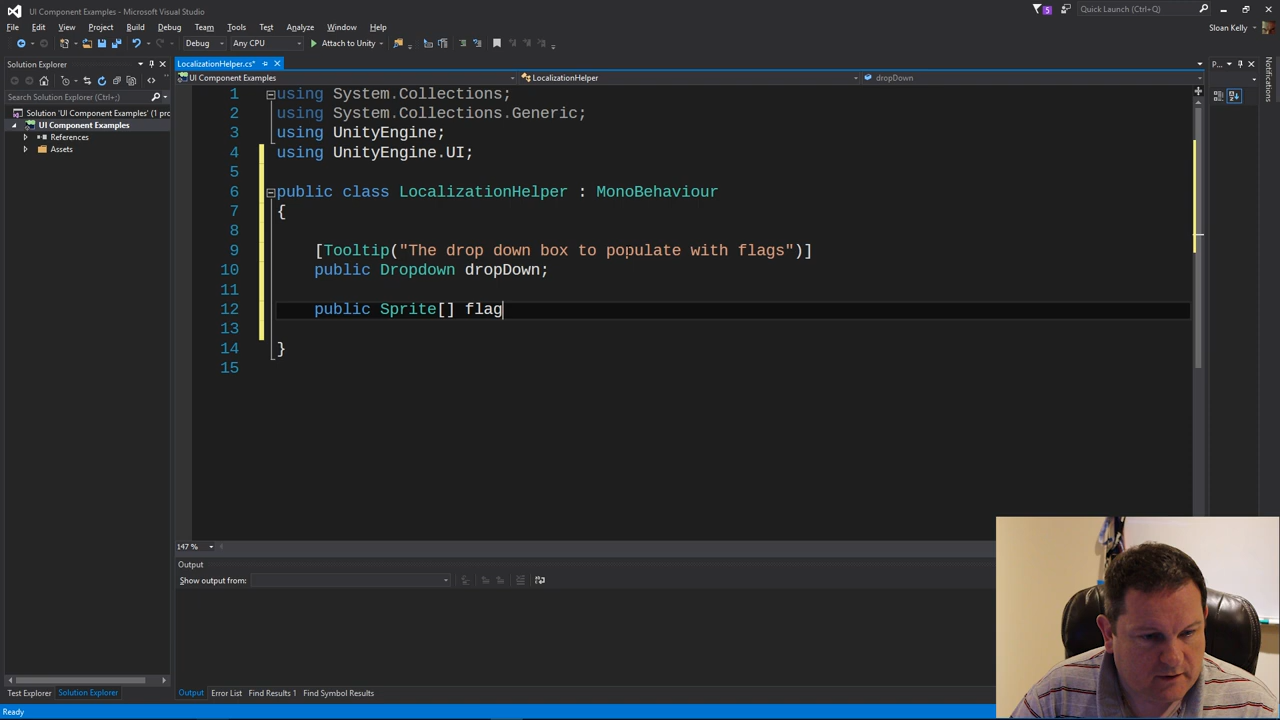 UI Component Examples - Microsoft Visual Studio
5
Quick Launch (Ctrl+Q)
File Edit View Project Build Debug Team Tools Test Analyze Window Help
Sloan Kelly
Debug Any CPU Attach to Unity
Solution Explorer
LocalizationHelper.cs*
P...
Notifications
UI Component Examples
LocalizationHelper
dropDown
Search Solution Explorer (Ctrl+;)
Solution 'UI Component Examples' (1 prc
UI Component Examples
References
Assets
1 using System.Collections;
2 using System.Collections.Generic;
3 using UnityEngine;
4 using UnityEngine.UI;
5
6 public class LocalizationHelper : MonoBehaviour
7 {
8
9 [Tooltip("The drop down box to populate with flags")]
10 public Dropdown dropDown;
11
12 public Sprite[] flag
13
14 }
15
147 %
Output
Show output from:
Test Explorer Solution Explorer
Output Error List Find Results 1 Find Symbol Results
Ready